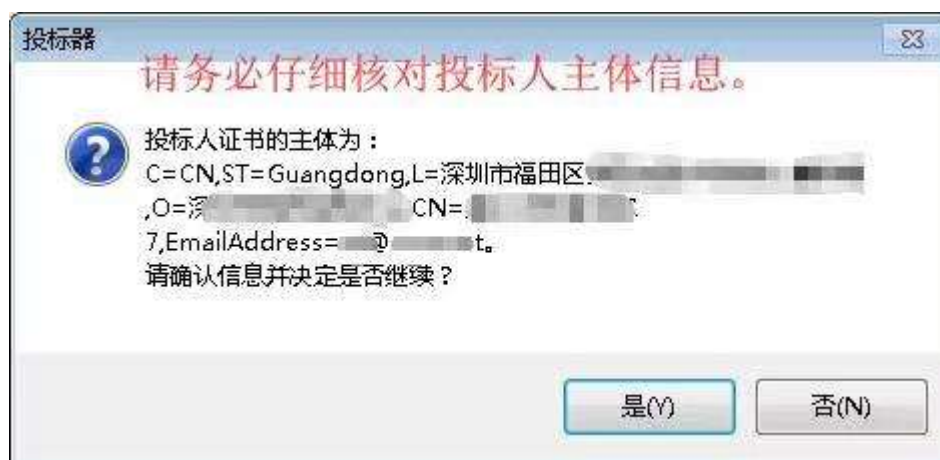 投标器
请务必仔细核对投标人主体信息。
投标人证书的主体为：
C=CN,ST=Guangdong,L=深圳市福田区
,O=深 CN=
7,EmailAddress= @ t。
请确认信息并决定是否继续？
是(Y) 否(N)